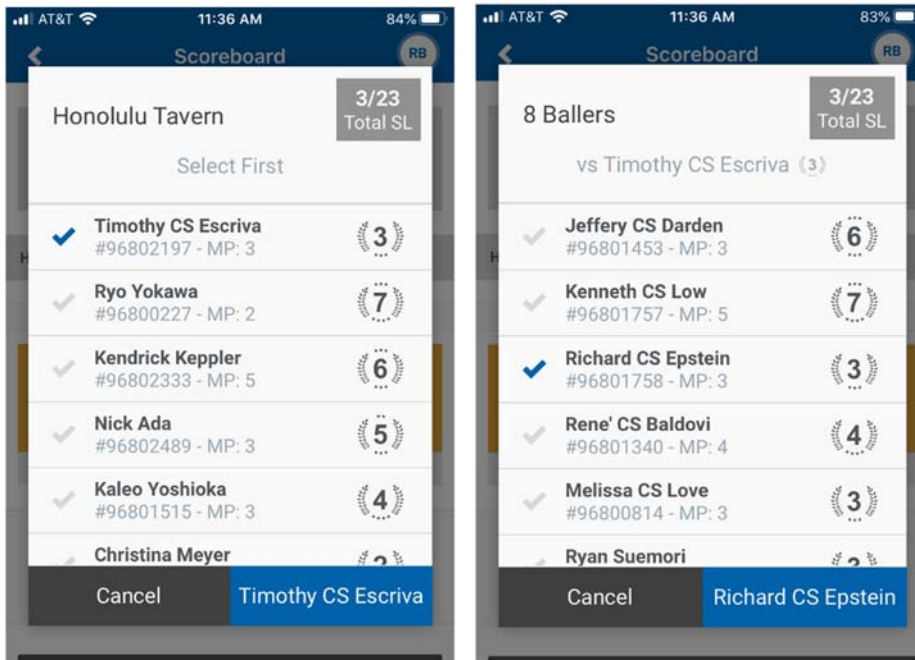 AT&T 11:36 AM 84%
Scoreboard RB
Honolulu Tavern
3/23
Total SL
Select First
Timothy CS Escriva
#96802197 - MP: 3
3
Ryo Yokawa
#96800227 - MP: 2
7
Kendrick Keppler
#96802333 - MP: 5
6
Nick Ada
#96802489 - MP: 3
5
Kaleo Yoshioka
#96801515 - MP: 3
4
Christina Meyer
Cancel
Timothy CS Escriva
AT&T 11:36 AM 83%
Scoreboard RB
8 Ballers
3/23
Total SL
vs Timothy CS Escriva 3
Jeffery CS Darden
#96801453 - MP: 3
6
Kenneth CS Low
#96801757 - MP: 5
7
Richard CS Epstein
#96801758 - MP: 3
3
Rene' CS Baldovi
#96801340 - MP: 4
4
Melissa CS Love
#96800814 - MP: 3
3
Ryan Suemori
Cancel
Richard CS Epstein